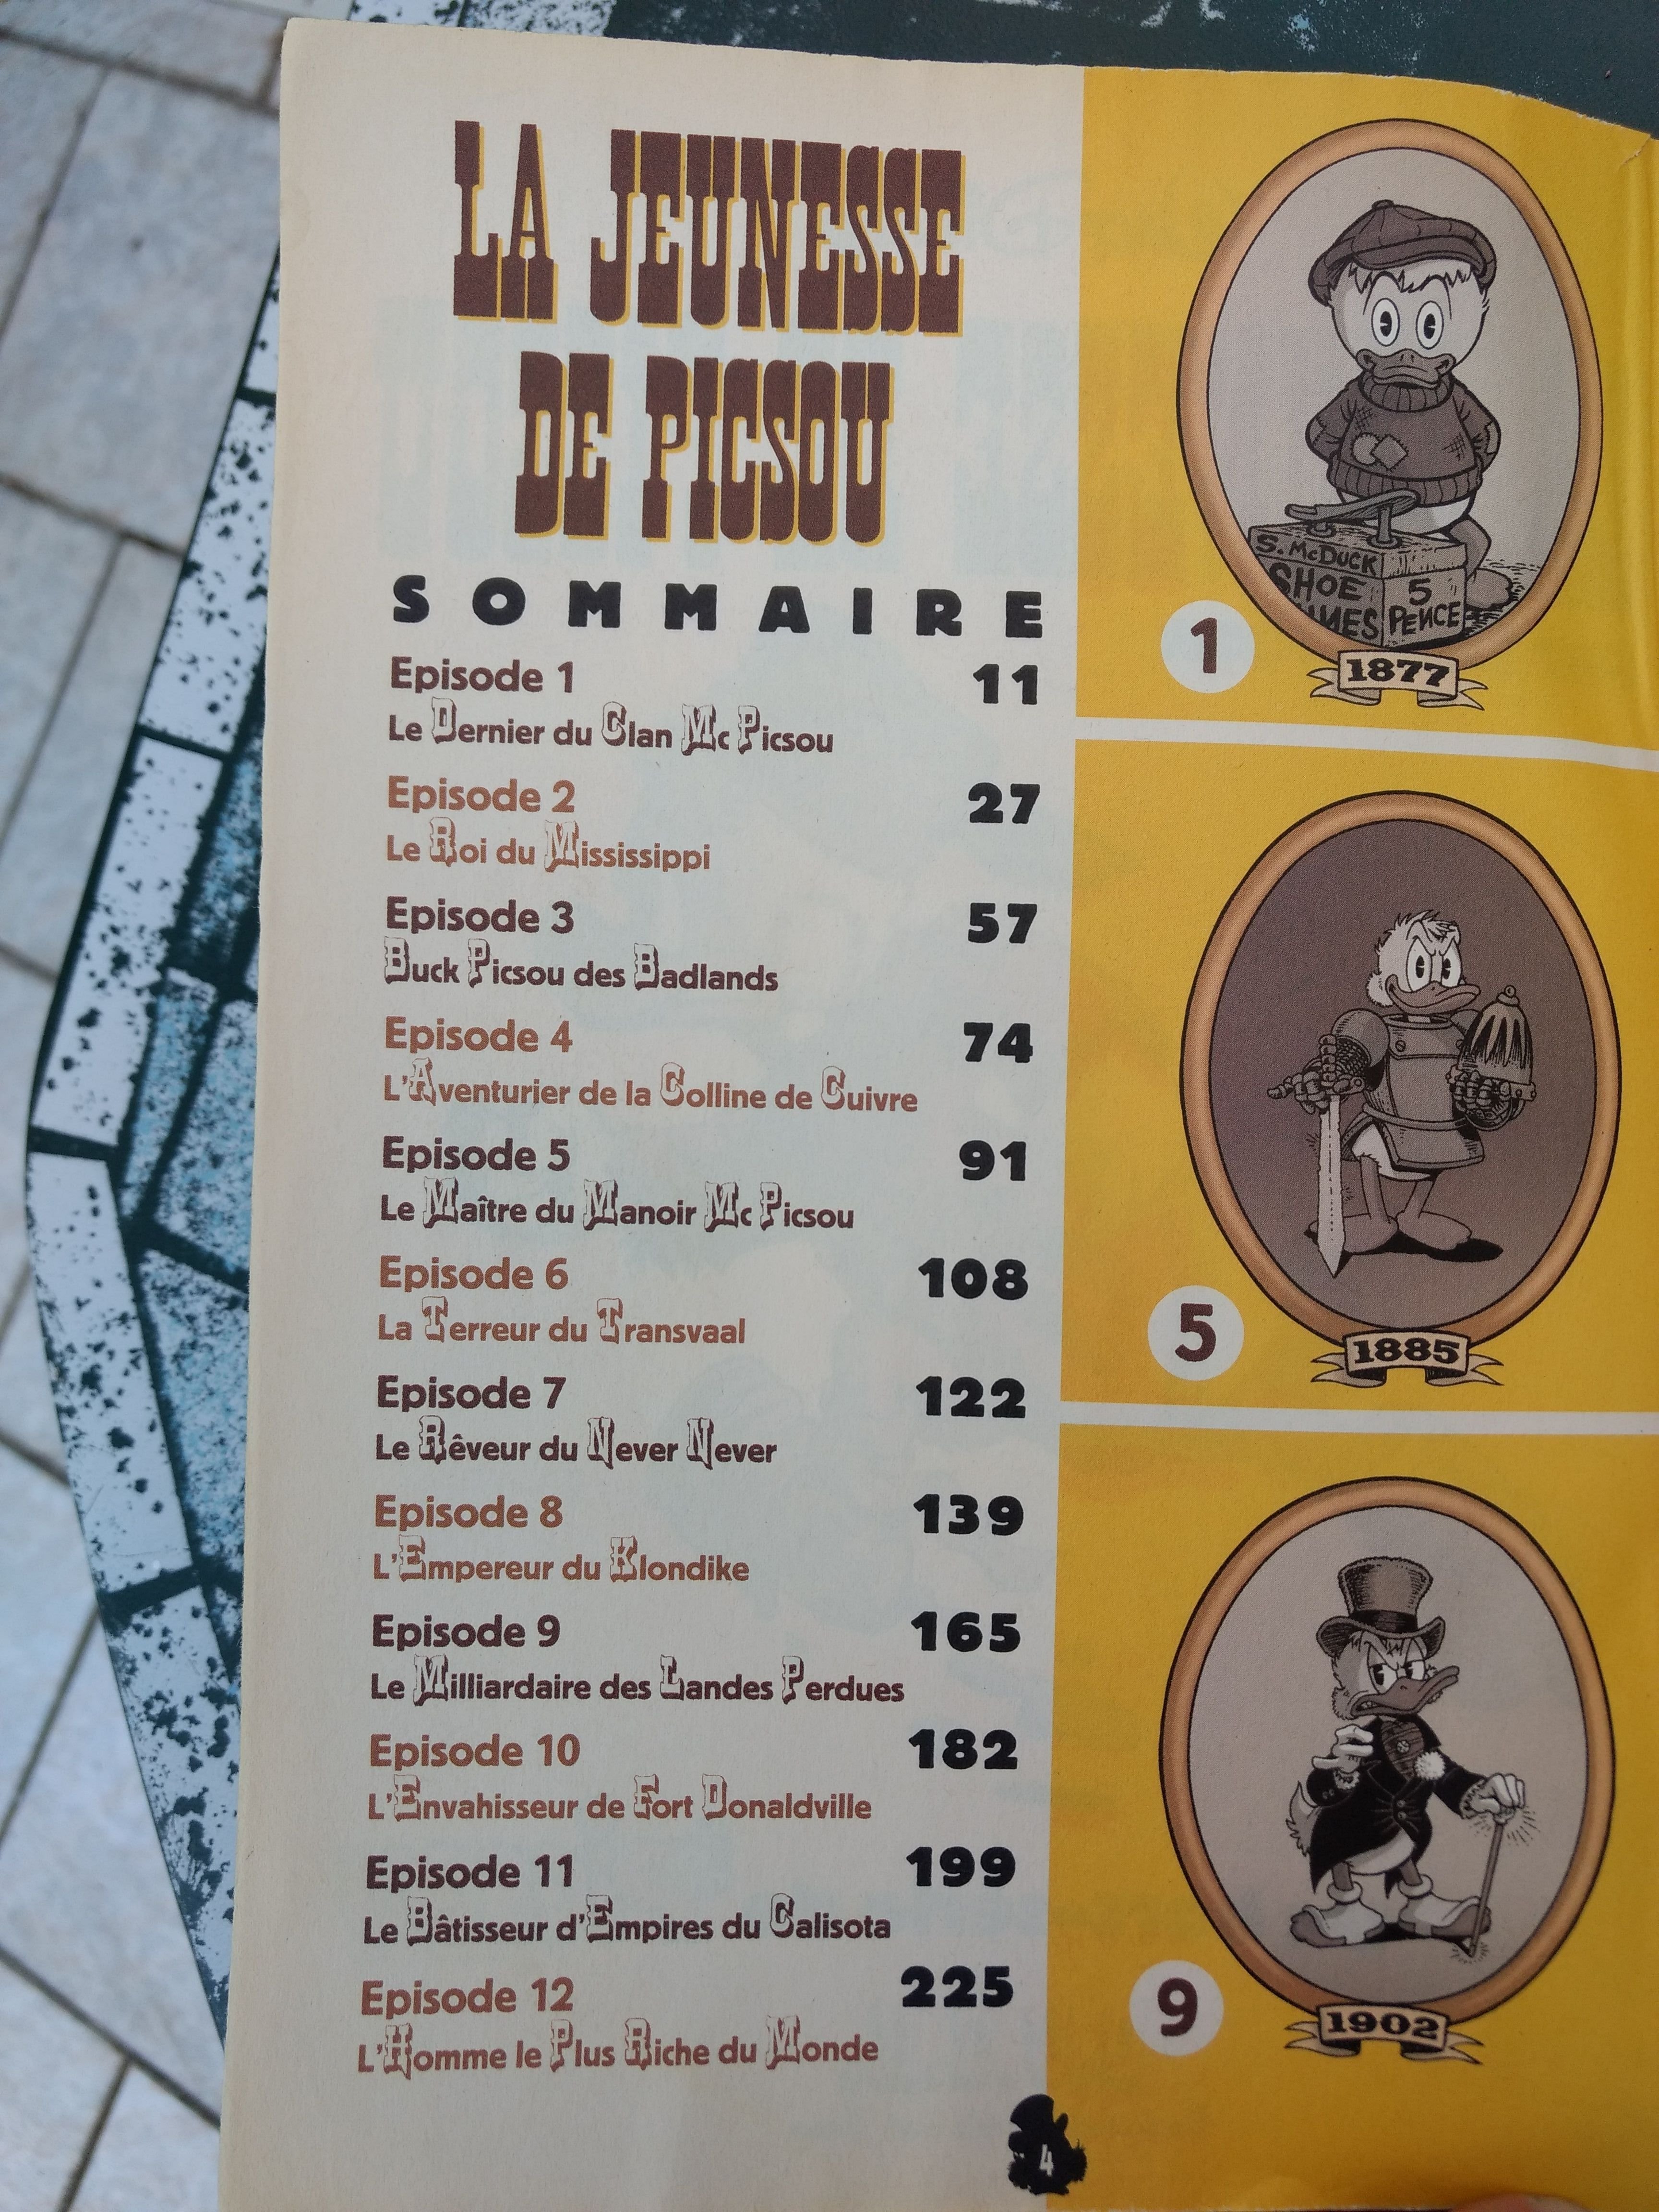 LA JEUNESSE
DE PICSOU
SOMMAIRE
Episode 1 11
Le Dernier du Clan Mc Picsou
Episode 2 27
Le Roi du Mississippi
Episode 3 57
Buck Picsou des Badlands
Episode 4 74
L'Aventurier de la Colline de Cuivre
Episode 5 91
Le Maître du Manoir Mc Picsou
Episode 6 108
La Terreur du Transvaal
Episode 7 122
Le Rêveur du Never Never
Episode 8 139
L'Empereur du Klondike
Episode 9 165
Le Milliardaire des Landes Perdues
Episode 10 182
L'Envahisseur de Fort Donaldville
Episode 11 199
Le Bâtisseur d'Empires du Calisota
Episode 12 225
L'Homme le Plus Riche du Monde
4
S. McDUCK
SHOE
5
PENCE
1
1877
5
1885
9
1902